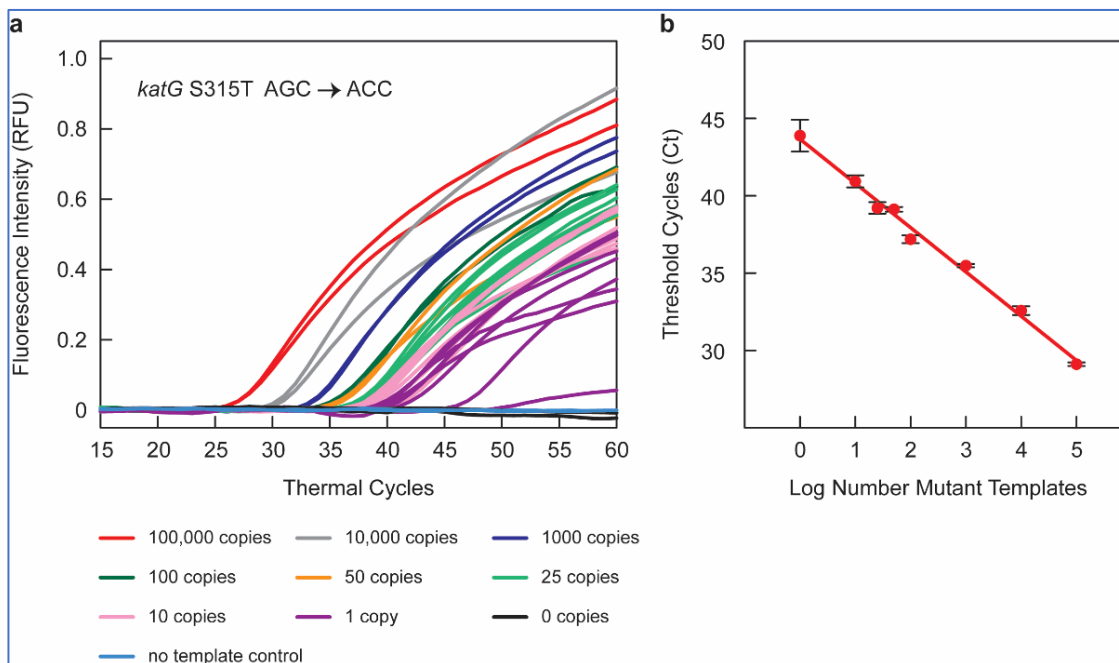 a
b
katG S315T AGC → ACC
Fluorescence Intensity (RFU)
1.0
0.8
0.6
0.4
0.2
0
15 20 25 30 35 40 45 50 55 60
Thermal Cycles
Threshold Cycles (Ct)
50
45
40
35
30
0 1 2 3 4 5
Log Number Mutant Templates
100,000 copies 10,000 copies 1000 copies
100 copies 50 copies 25 copies
10 copies 1 copy 0 copies
no template control